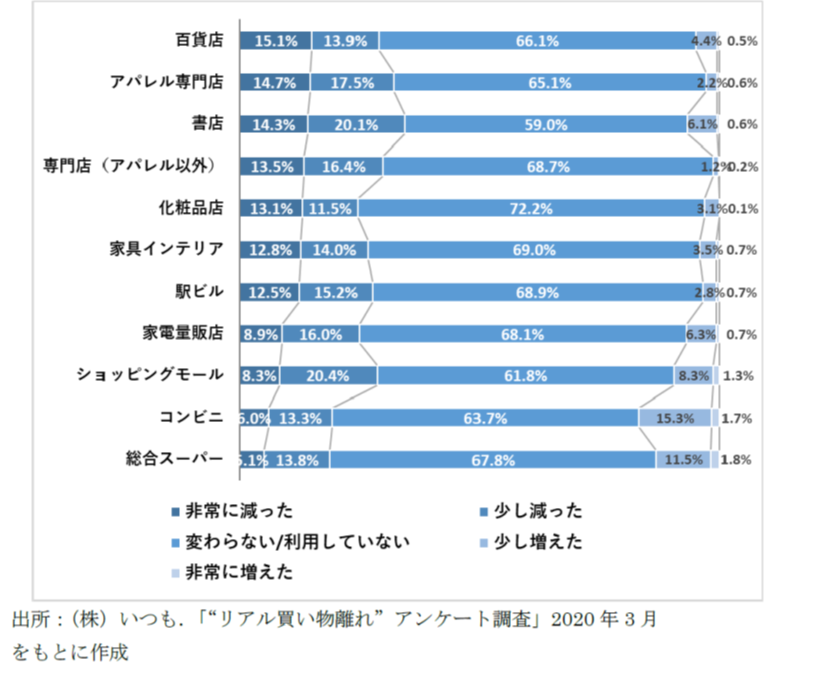 百貨店 15.1% 13.9% 66.1% 4.4% 0.5%
アパレル専門店 14.7% 17.5% 65.1% 2.2% 0.6%
書店 14.3% 20.1% 59.0% 6.1% 0.6%
専門店（アパレル以外） 13.5% 16.4% 68.7% 1.2% 0.2%
化粧品店 13.1% 11.5% 72.2% 3.1% 0.1%
家具インテリア 12.8% 14.0% 69.0% 3.5% 0.7%
駅ビル 12.5% 15.2% 68.9% 2.8% 0.7%
家電量販店 8.9% 16.0% 68.1% 6.3% 0.7%
ショッピングモール 8.3% 20.4% 61.8% 8.3% 1.3%
コンビニ 6.0% 13.3% 63.7% 15.3% 1.7%
総合スーパー 5.1% 13.8% 67.8% 11.5% 1.8%
非常に減った 少し減った
変わらない/利用していない 少し増えた
非常に増えた
出所：（株）いつも．「“リアル買い物離れ”アンケート調査」2020 年 3 月
をもとに作成